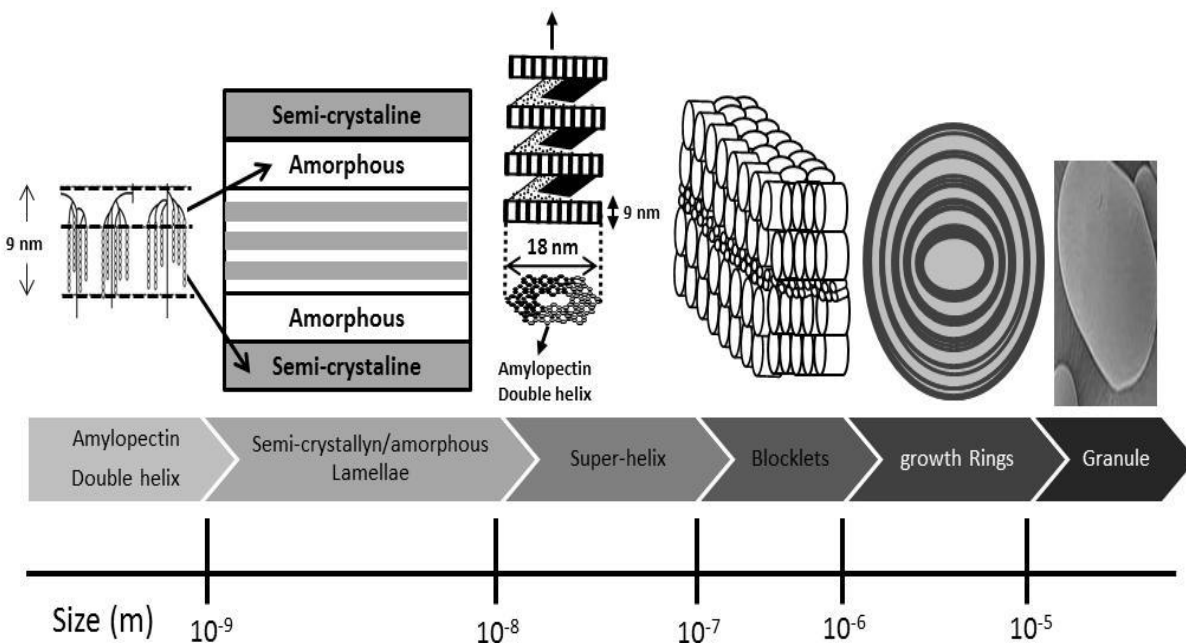 Semi-crystaline
Amorphous
Amorphous
Semi-crystaline
9 nm
9 nm
18 nm
Amylopectin
Double helix
Amylopectin
Double helix
Semi-crystallyn/amorphous
Lamellae
Super-helix
Blocklets
growth Rings
Granule
Size (m)
10⁻⁹
10⁻⁸
10⁻⁷
10⁻⁶
10⁻⁵